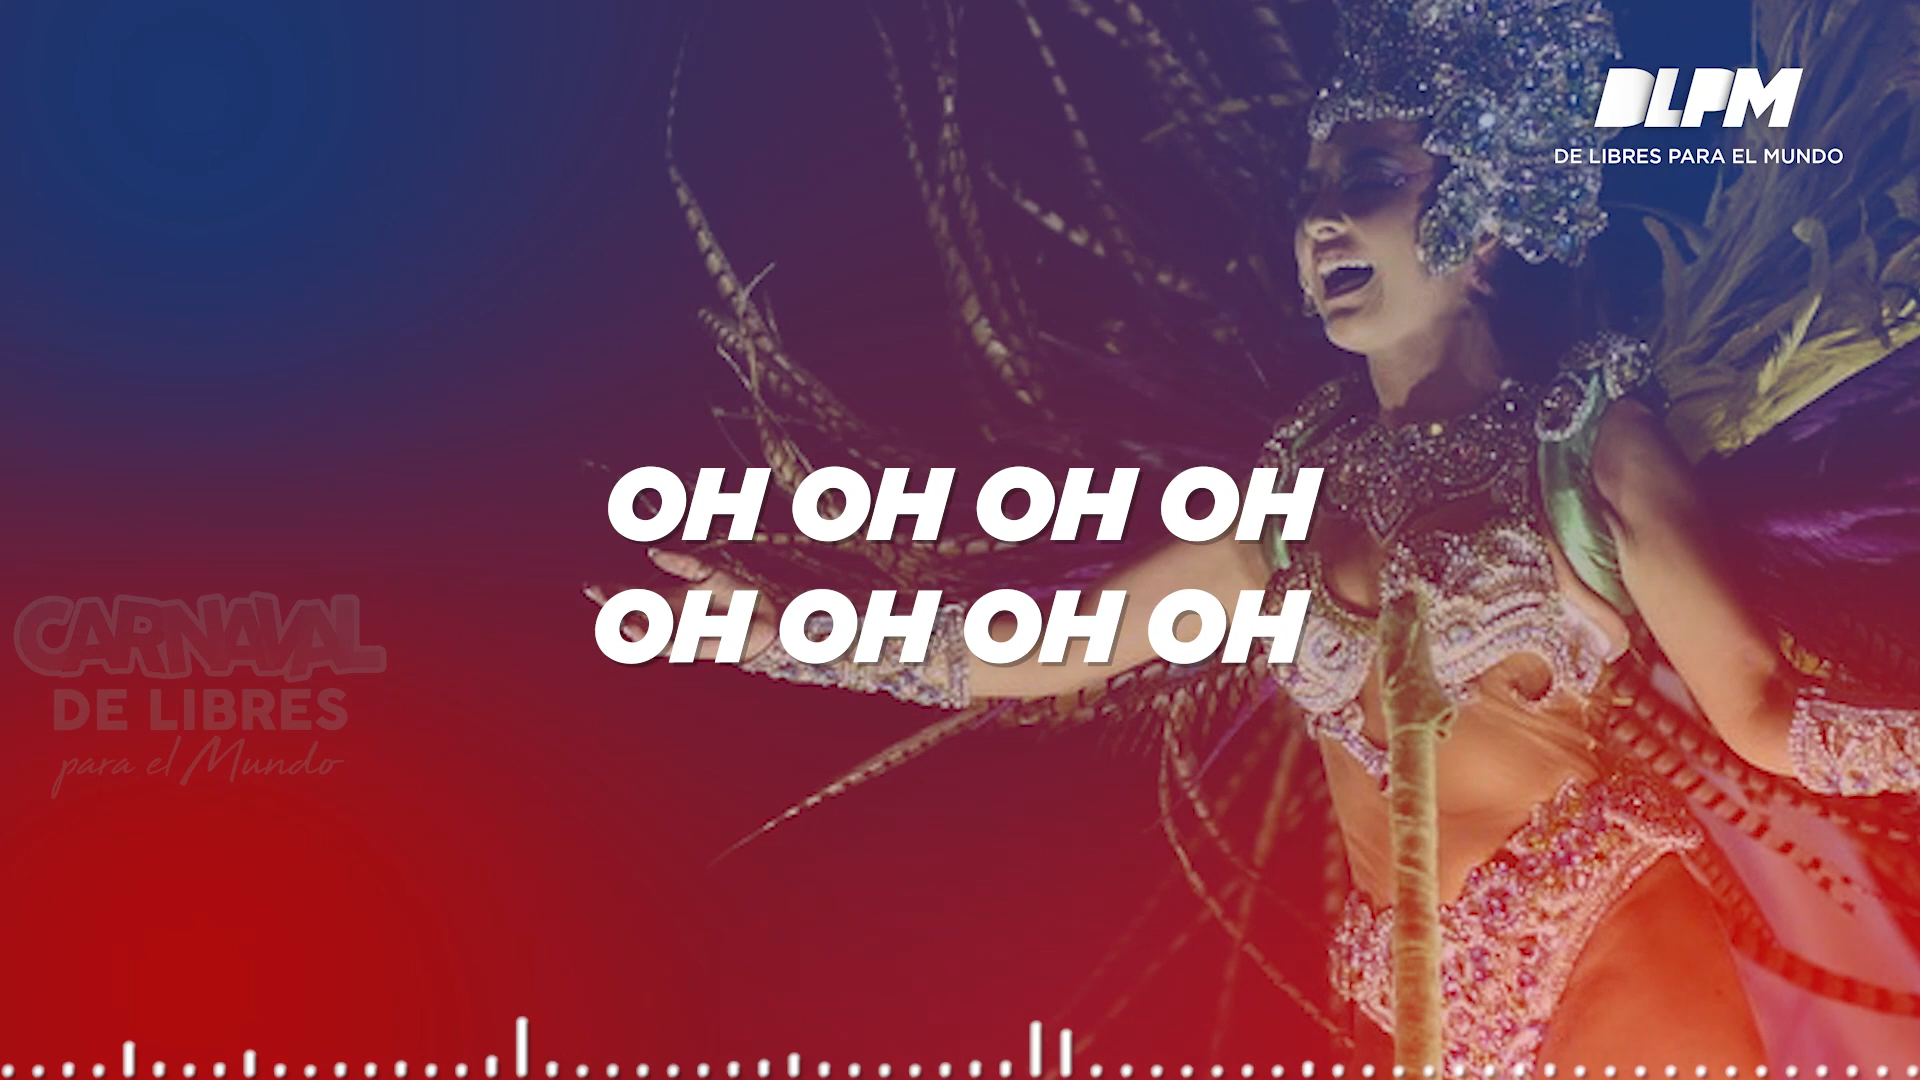 DLPM
DE LIBRES PARA EL MUNDO
OH OH OH OH
OH OH OH OH
CARNAVAL
DE LIBRES
para el Mundo